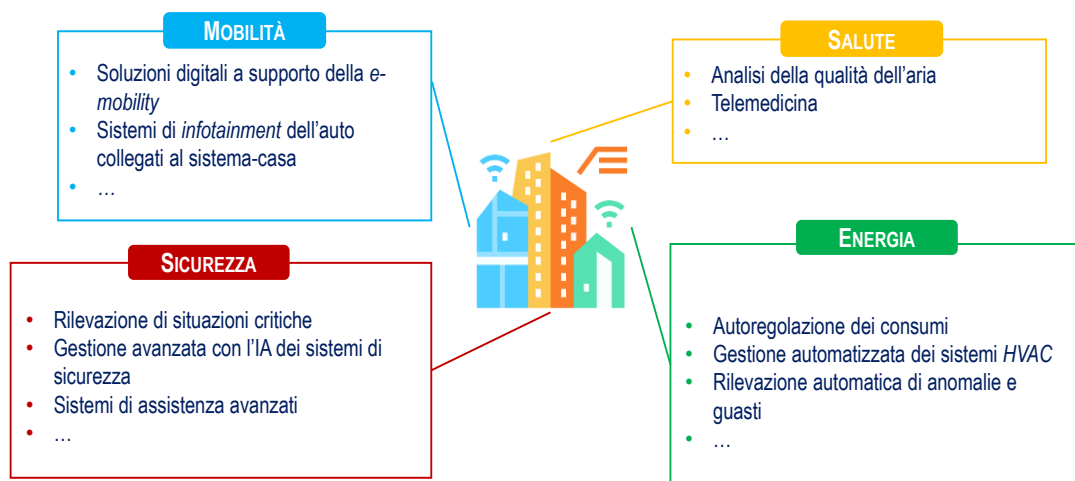 MOBILITÀ
• Soluzioni digitali a supporto della e-
mobility
• Sistemi di infotainment dell'auto
collegati al sistema-casa
• …
SALUTE
• Analisi della qualità dell'aria
• Telemedicina
• …
SICUREZZA
• Rilevazione di situazioni critiche
• Gestione avanzata con l'IA dei sistemi di
sicurezza
• Sistemi di assistenza avanzati
• …
ENERGIA
• Autoregolazione dei consumi
• Gestione automatizzata dei sistemi HVAC
• Rilevazione automatica di anomalie e
guasti
• …